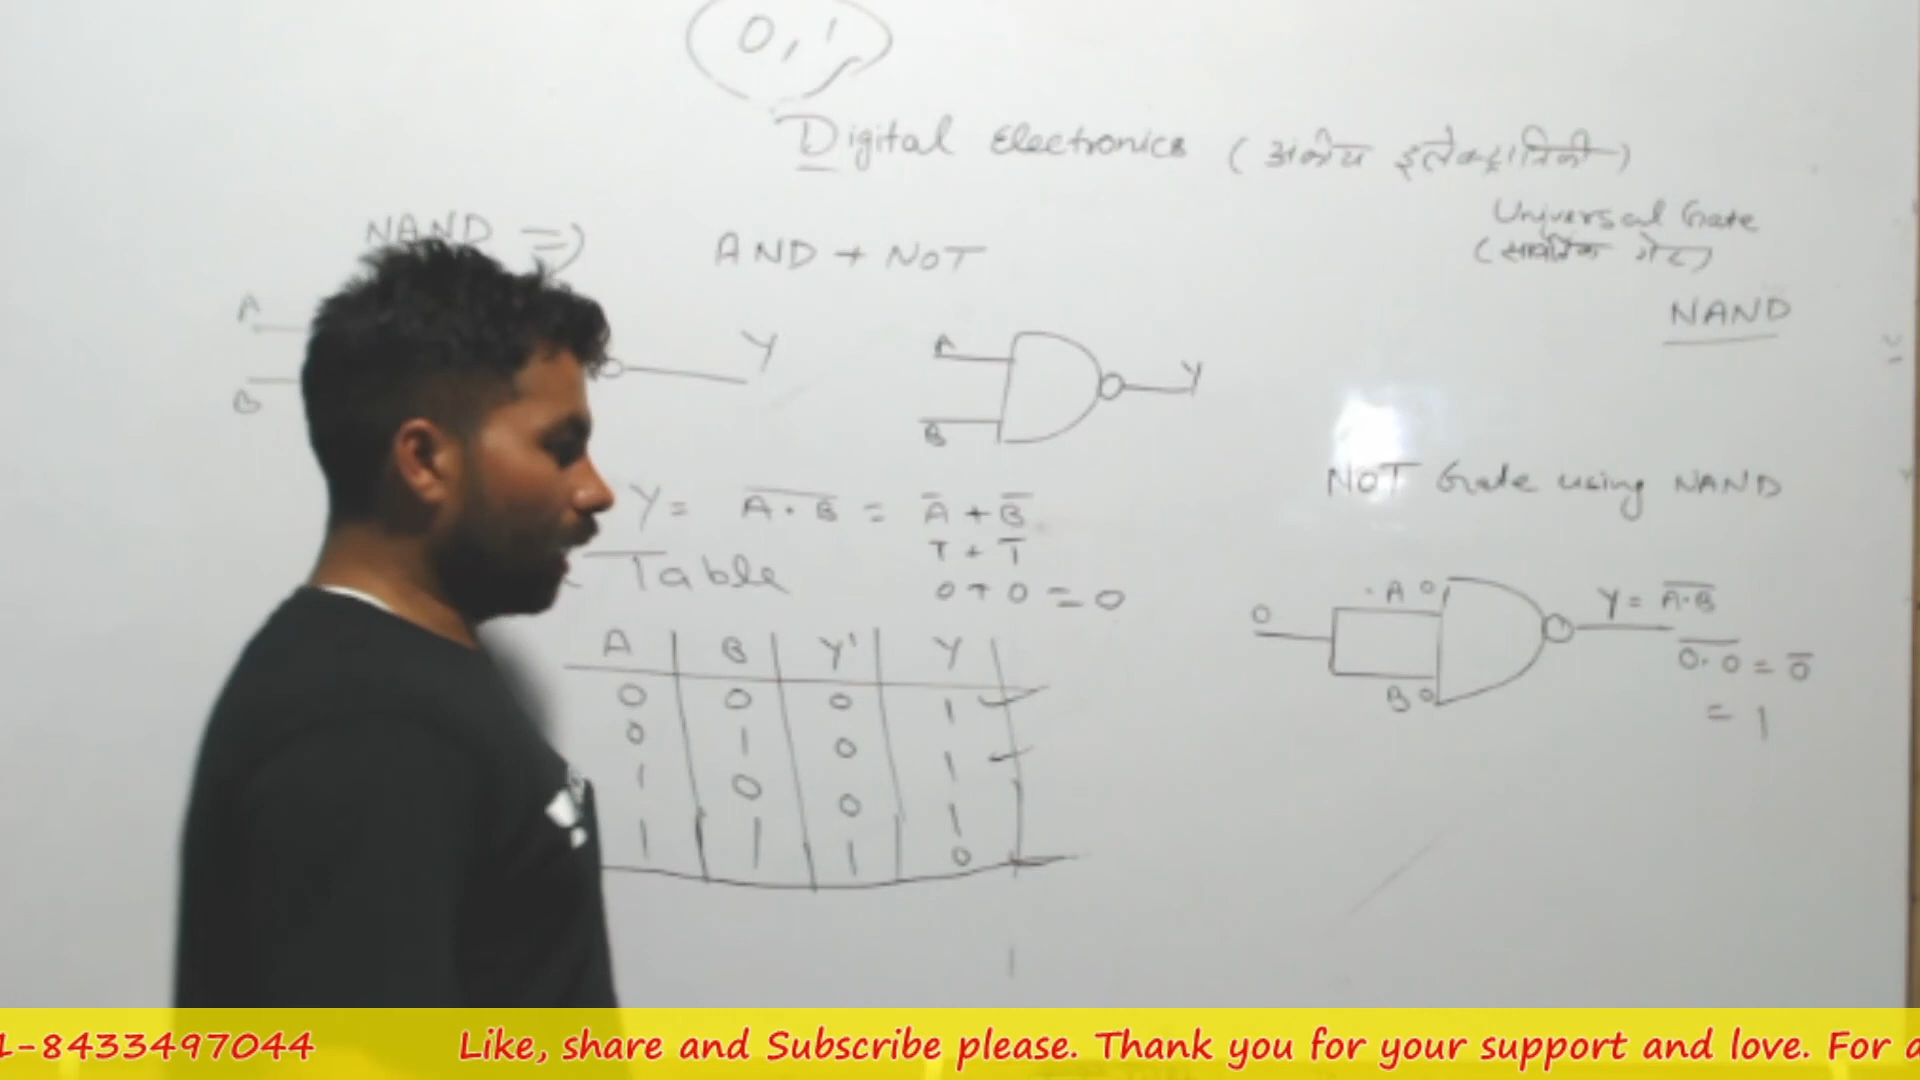 0, 1
Digital Electronics (अंकीय इलेक्ट्रानिकी)
Universal Gate
NAND => AND + NOT
NAND
A
B
Y
A
B
Y
NOT Gate using NAND
Y = A̅·̅B̅ = A̅ + B̅
1̅ + 1̅
Table
0 + 0 = 0
A B Y' Y
0 0 0 1
0 1 0 1
1 0 0 1
1 1 1 0
0
A 0
B 0
Y = A̅·̅B̅
0̅·̅0̅ = 0̅
= 1
1-8433497044 Like, share and Subscribe please. Thank you for your support and love. For